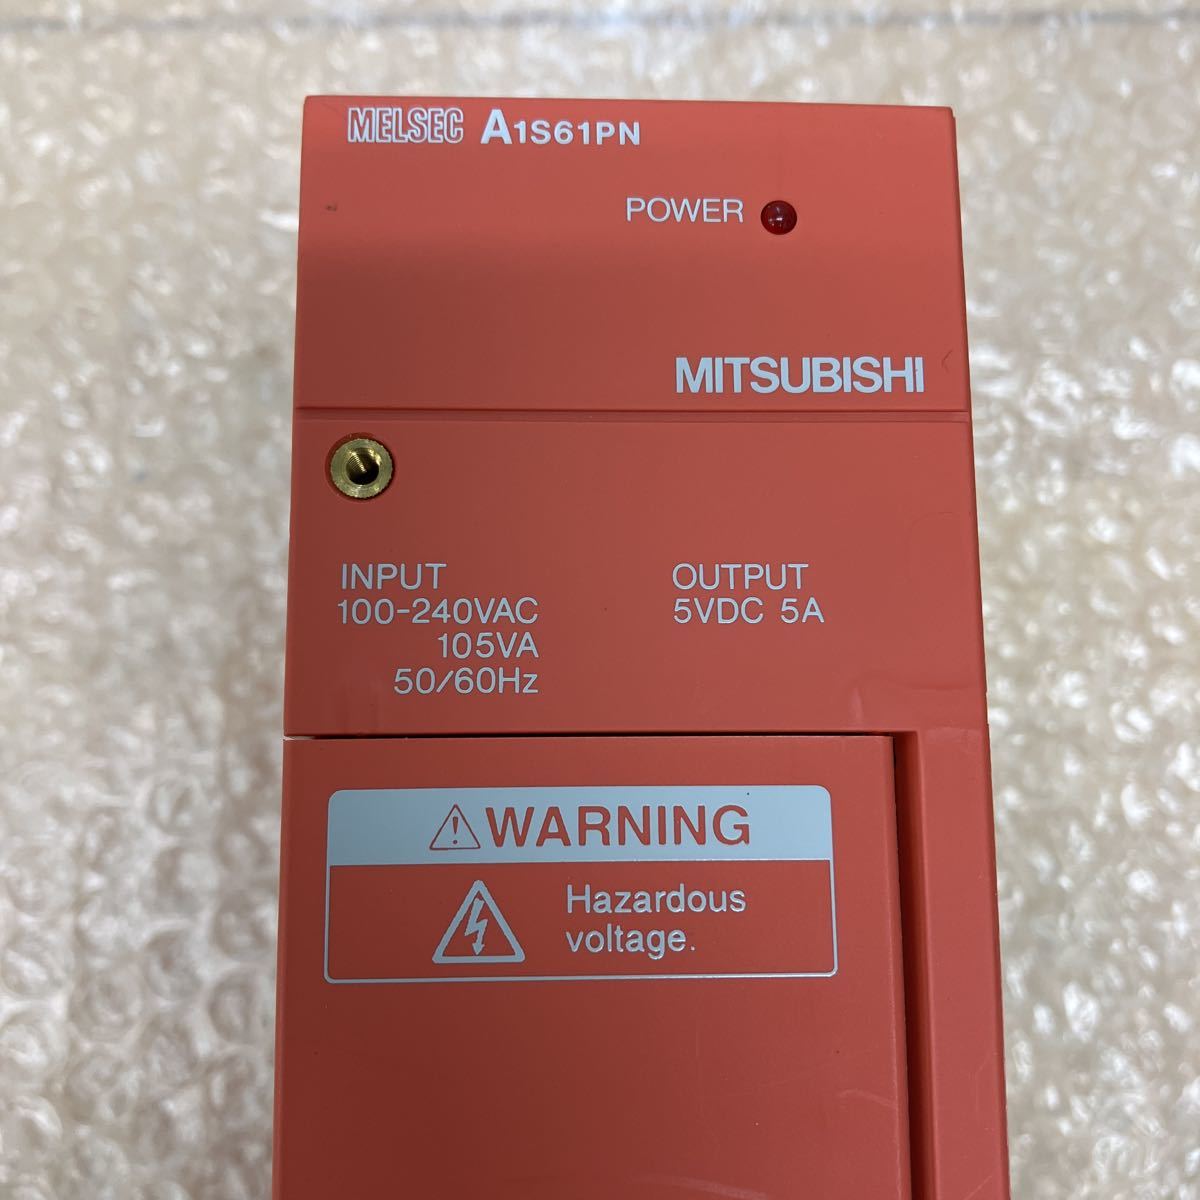 MELSEC A1S61PN
POWER
MITSUBISHI
INPUT
100-240VAC
105VA
50/60Hz
OUTPUT
5VDC 5A
WARNING
Hazardous
voltage.